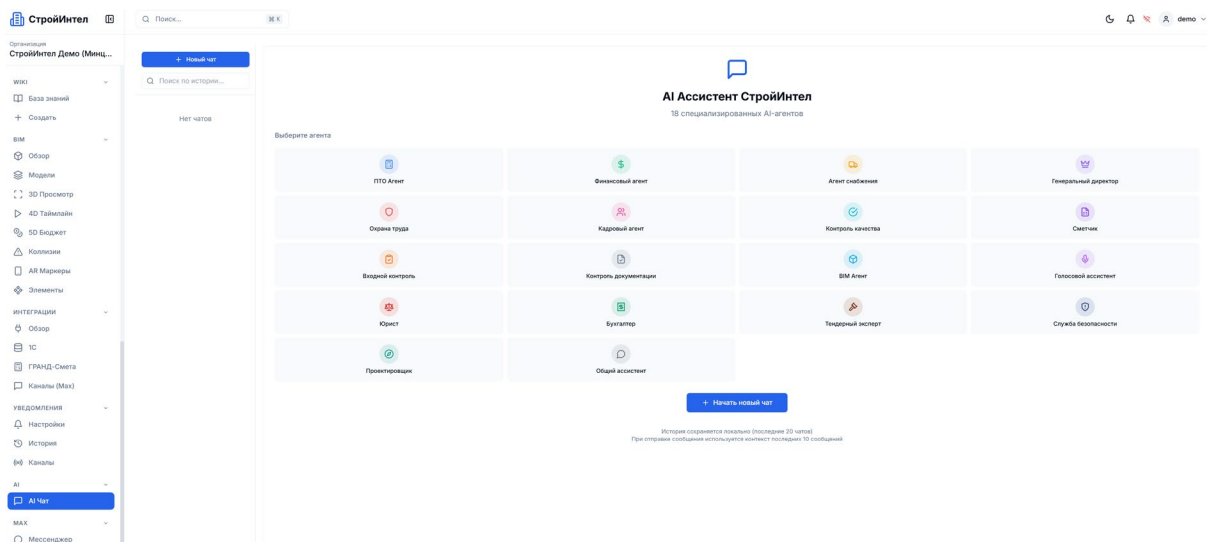 СтройИнтел
Поиск...
⌘ K
demo
Организация
СтройИнтел Демо (Минц...
WIKI
База знаний
Создать
BIM
Обзор
Модели
3D Просмотр
4D Таймлайн
5D Бюджет
Коллизии
AR Маркеры
Элементы
ИНТЕГРАЦИИ
Обзор
1С
ГРАНД-Смета
Каналы (Max)
УВЕДОМЛЕНИЯ
Настройки
История
Каналы
AI
AI Чат
MAX
Мессенджер
+ Новый чат
Поиск по истории...
Нет чатов
AI Ассистент СтройИнтел
18 специализированных AI-агентов
Выберите агента
ПТО Агент
Финансовый агент
Агент снабжения
Генеральный директор
Охрана труда
Кадровый агент
Контроль качества
Сметчик
Входной контроль
Контроль документации
BIM Агент
Голосовой ассистент
Юрист
Бухгалтер
Тендерный эксперт
Служба безопасности
Проектировщик
Общий ассистент
+ Начать новый чат
История сохраняется локально (последние 20 чатов)
При отправке сообщения используется контекст последних 10 сообщений